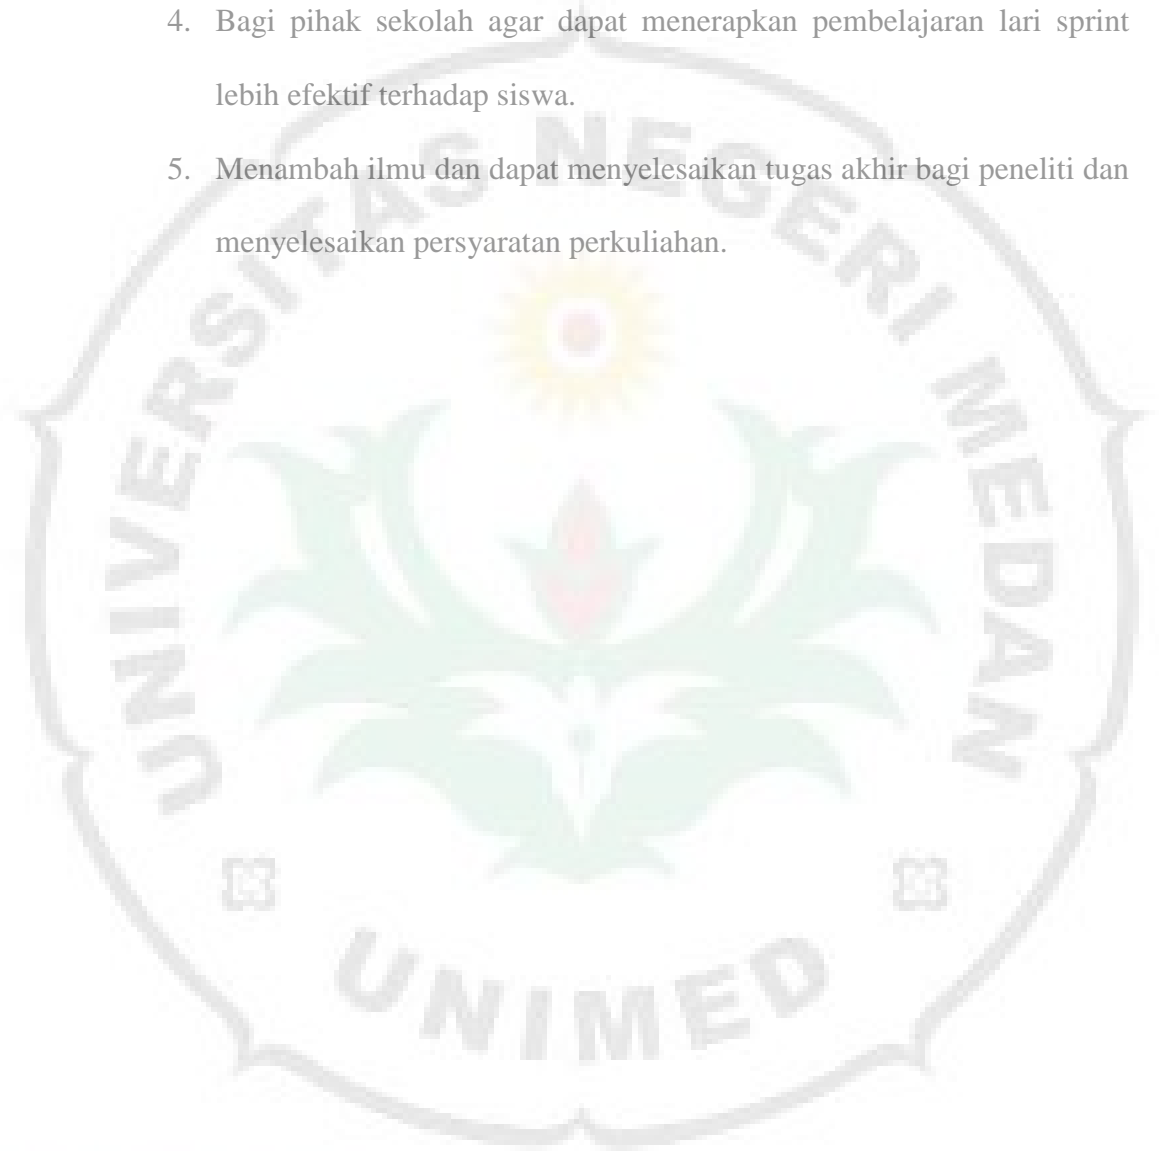 4. Bagi pihak sekolah agar dapat menerapkan pembelajaran lari sprint
lebih efektif terhadap siswa.
5. Menambah ilmu dan dapat menyelesaikan tugas akhir bagi peneliti dan
menyelesaikan persyaratan perkuliahan.
UNIVERSITAS NEGERI MEDAN
UNIMED